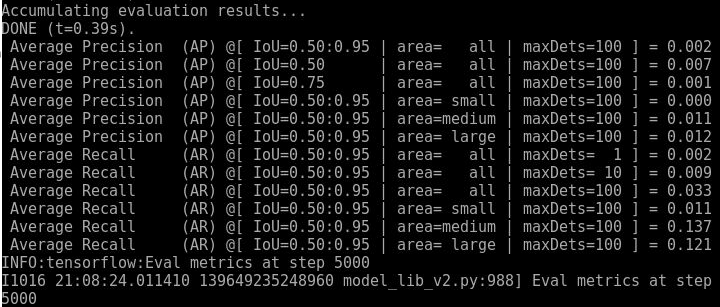 Accumulating evaluation results...
DONE (t=0.39s).
 Average Precision  (AP) @[ IoU=0.50:0.95 | area=   all | maxDets=100 ] = 0.002
 Average Precision  (AP) @[ IoU=0.50      | area=   all | maxDets=100 ] = 0.007
 Average Precision  (AP) @[ IoU=0.75      | area=   all | maxDets=100 ] = 0.001
 Average Precision  (AP) @[ IoU=0.50:0.95 | area= small | maxDets=100 ] = 0.000
 Average Precision  (AP) @[ IoU=0.50:0.95 | area=medium | maxDets=100 ] = 0.011
 Average Precision  (AP) @[ IoU=0.50:0.95 | area= large | maxDets=100 ] = 0.012
 Average Recall     (AR) @[ IoU=0.50:0.95 | area=   all | maxDets=  1 ] = 0.002
 Average Recall     (AR) @[ IoU=0.50:0.95 | area=   all | maxDets= 10 ] = 0.009
 Average Recall     (AR) @[ IoU=0.50:0.95 | area=   all | maxDets=100 ] = 0.033
 Average Recall     (AR) @[ IoU=0.50:0.95 | area= small | maxDets=100 ] = 0.011
 Average Recall     (AR) @[ IoU=0.50:0.95 | area=medium | maxDets=100 ] = 0.137
 Average Recall     (AR) @[ IoU=0.50:0.95 | area= large | maxDets=100 ] = 0.121
INFO:tensorflow:Eval metrics at step 5000
I1016 21:08:24.011410 139649235248960 model_lib_v2.py:988] Eval metrics at step
5000